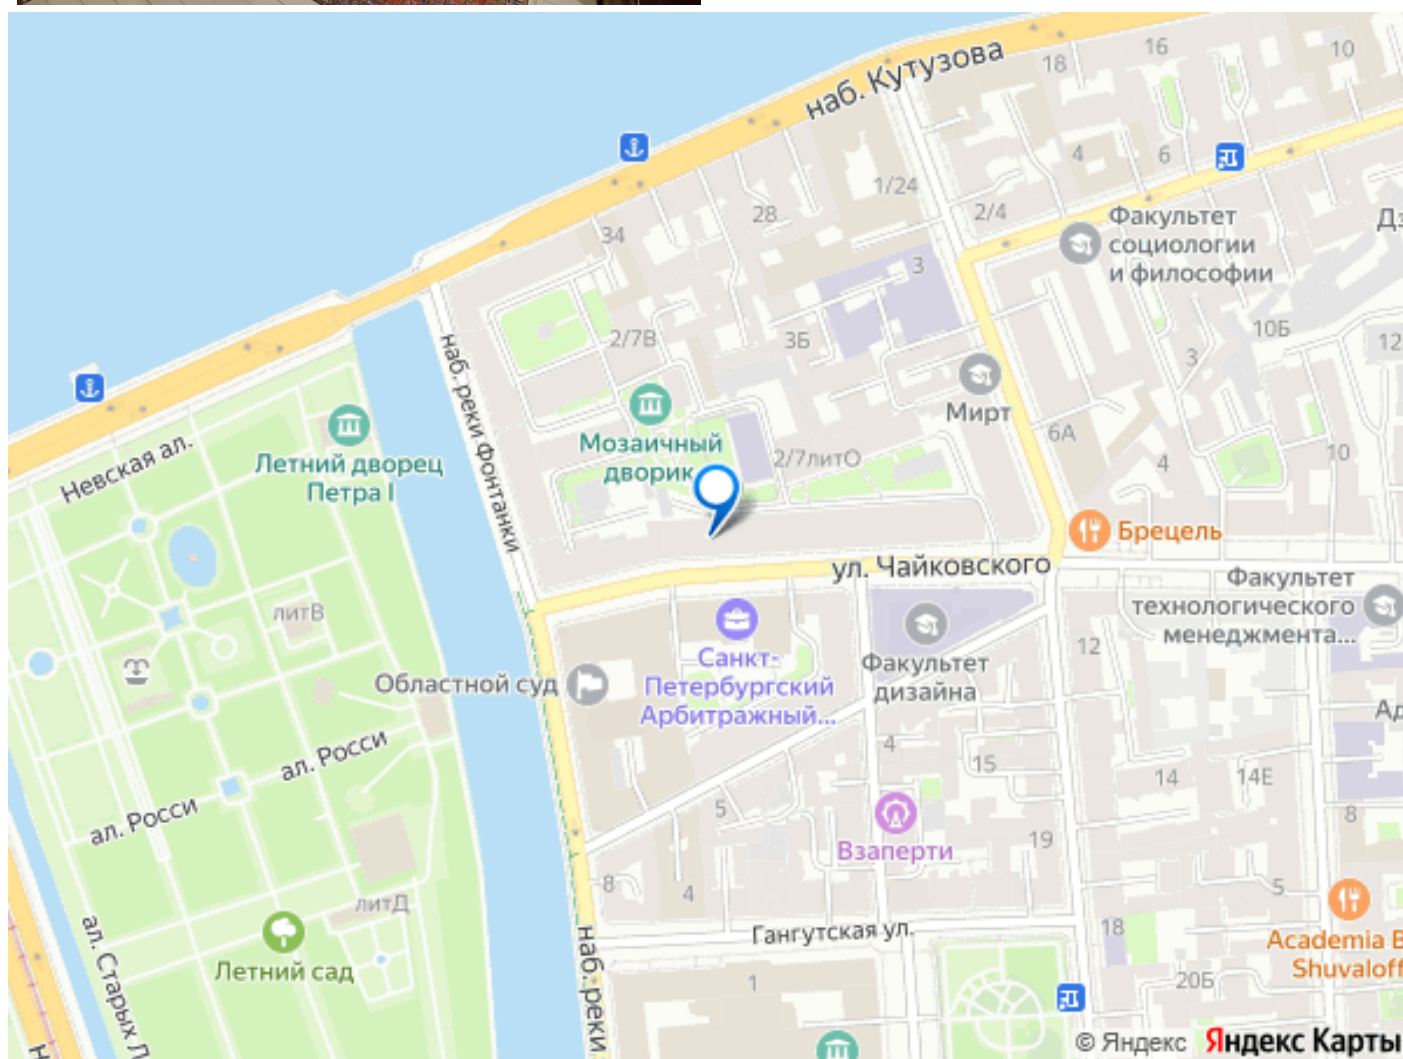 наб. Кутузова
18
16
10
1/24
4
6
2/4
28
34
Факультет
социологии
и философии
3
2/7В
3Б
10Б
12
3
наб. реки Фонтанки
Мирт
6А
Мозаичный
дворик
2/7литО
4
10
Невская ал.
Летний дворец
Петра I
Брецель
ул. Чайковского
Факультет
технологического
менеджмента...
литВ
Санкт-
Петербургский
Арбитражный...
Факультет
дизайна
12
Областной суд
ал. Росси
ал. Росси
4
15
14
14Е
5
Взаперти
19
8
8
4
5
литД
Гангутская ул.
18
Летний сад
ал. Старых
наб. реки
Academia
Shuvaloff
1
20Б
© Яндекс
Яндекс Карты